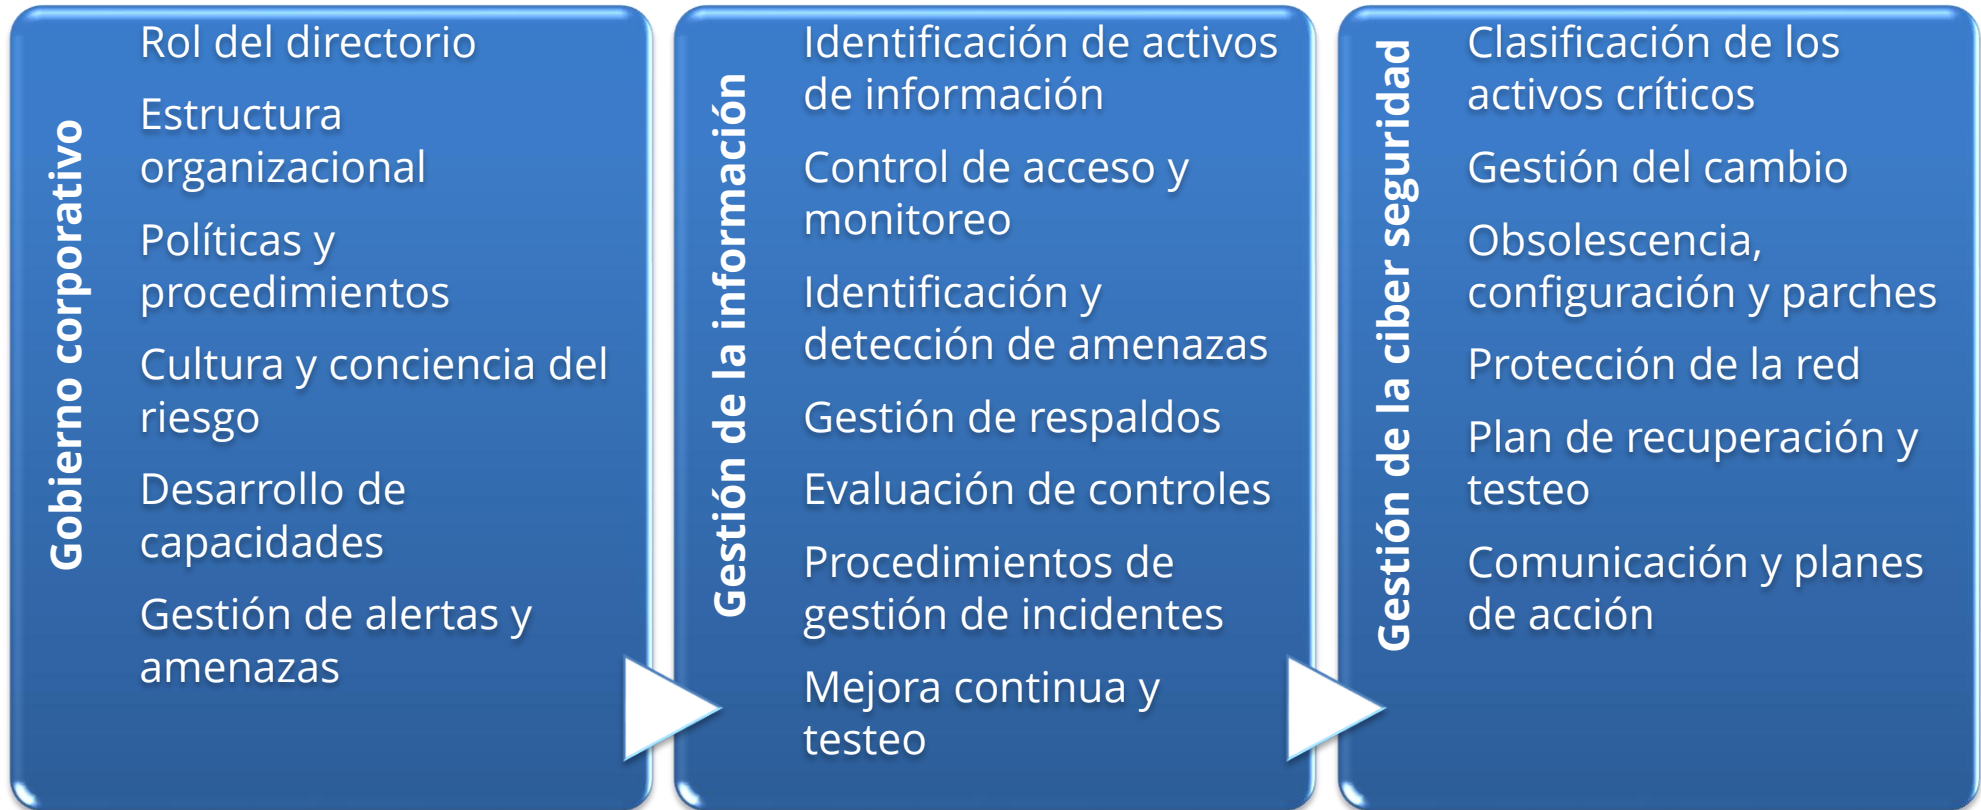 Gobierno corporativo
Rol del directorio
Estructura
organizacional
Políticas y
procedimientos
Cultura y conciencia del
riesgo
Desarrollo de
capacidades
Gestión de alertas y
amenazas
Gestión de la información
Identificación de activos
de información
Control de acceso y
monitoreo
Identificación y
detección de amenazas
Gestión de respaldos
Evaluación de controles
Procedimientos de
gestión de incidentes
Mejora continua y
testeo
Gestión de la ciber seguridad
Clasificación de los
activos críticos
Gestión del cambio
Obsolescencia,
configuración y parches
Protección de la red
Plan de recuperación y
testeo
Comunicación y planes
de acción